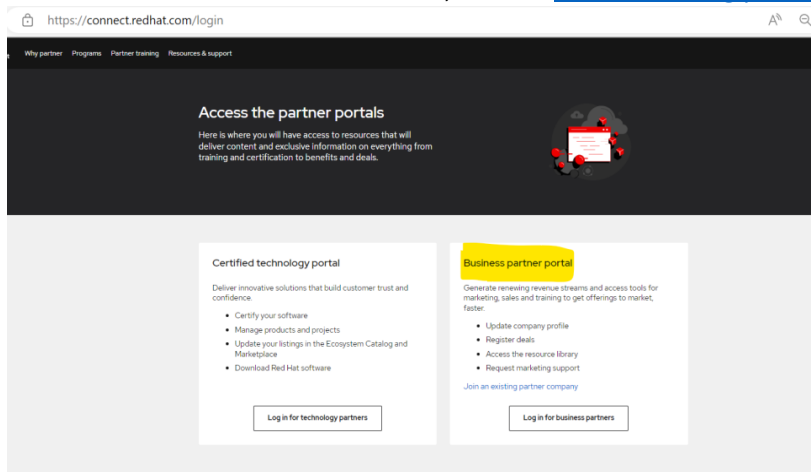 https://connect.redhat.com/login
Why partner Programs Partner training Resources & support
Access the partner portals
Here is where you will have access to resources that will
deliver content and exclusive information on everything from
training and certification to benefits and deals.
Certified technology portal
Deliver innovative solutions that build customer trust and
confidence.
Certify your software
Manage products and projects
Update your listings in the Ecosystem Catalog and
Marketplace
Download Red Hat software
Log in for technology partners
Business partner portal
Generate renewing revenue streams and access tools for
marketing, sales and training to get offerings to market,
faster.
Update company profile
Register deals
Access the resource library
Request marketing support
Join an existing partner company
Log in for business partners